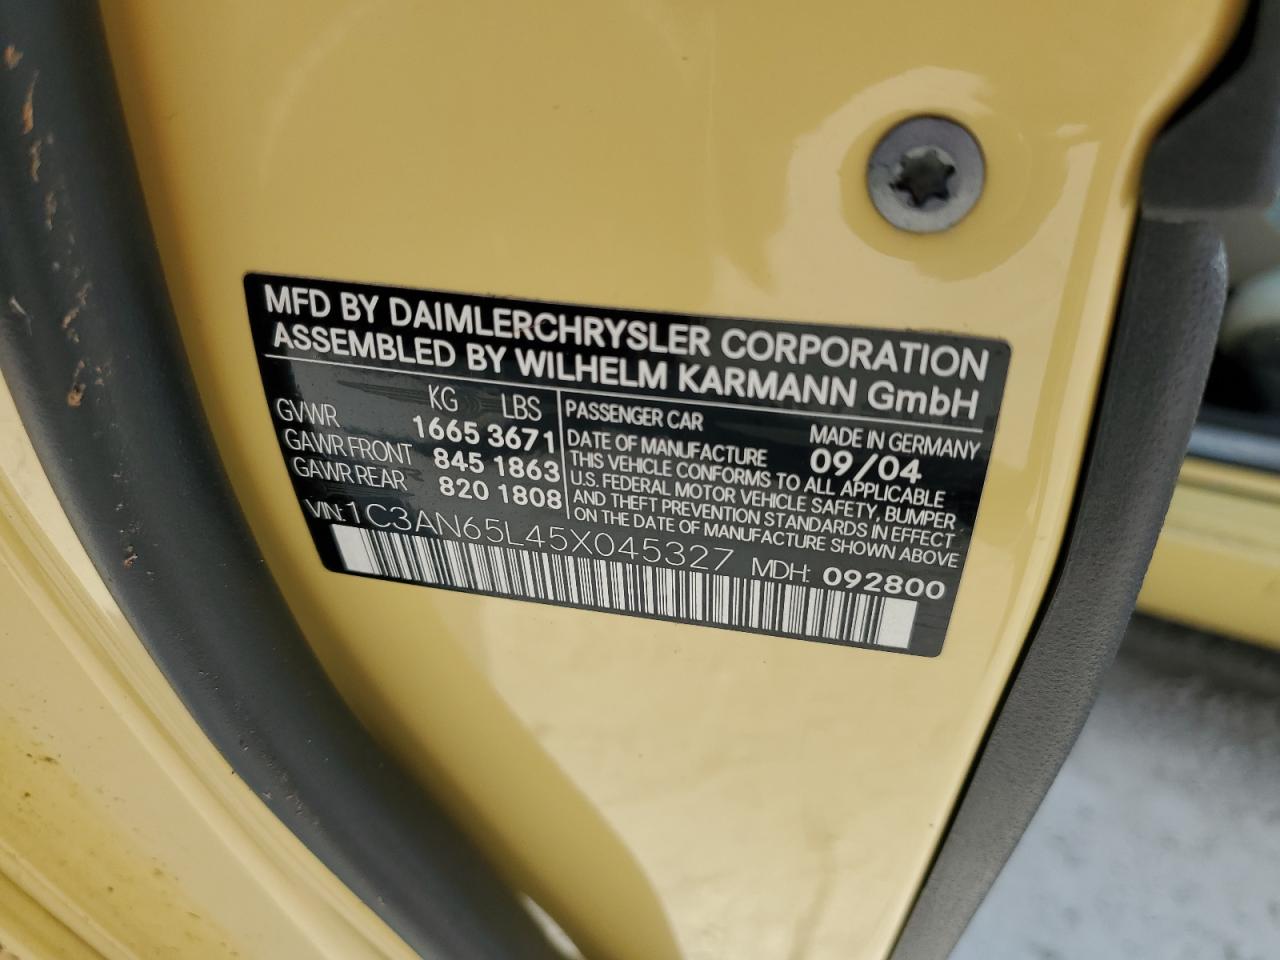 MFD BY DAIMLERCHRYSLER CORPORATION
ASSEMBLED BY WILHELM KARMANN GmbH
KG LBS
GVWR 1665 3671
GAWR FRONT 845 1863
GAWR REAR 820 1808
PASSENGER CAR MADE IN GERMANY
DATE OF MANUFACTURE 09/04
THIS VEHICLE CONFORMS TO ALL APPLICABLE
U.S. FEDERAL MOTOR VEHICLE SAFETY, BUMPER
AND THEFT PREVENTION STANDARDS IN EFFECT
ON THE DATE OF MANUFACTURE SHOWN ABOVE
VIN: 1C3AN65L45X045327 MDH: 092800